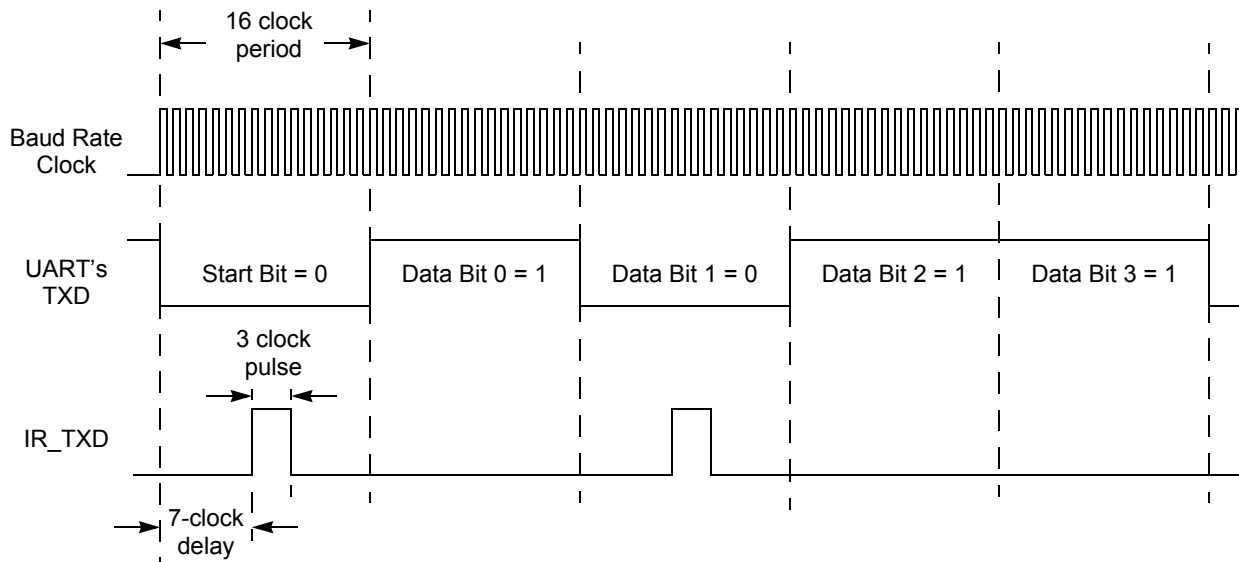 16 clock
period
Baud Rate
Clock
UART's
TXD
Start Bit = 0
Data Bit 0 = 1
Data Bit 1 = 0
Data Bit 2 = 1
Data Bit 3 = 1
3 clock
pulse
IR_TXD
7-clock
delay